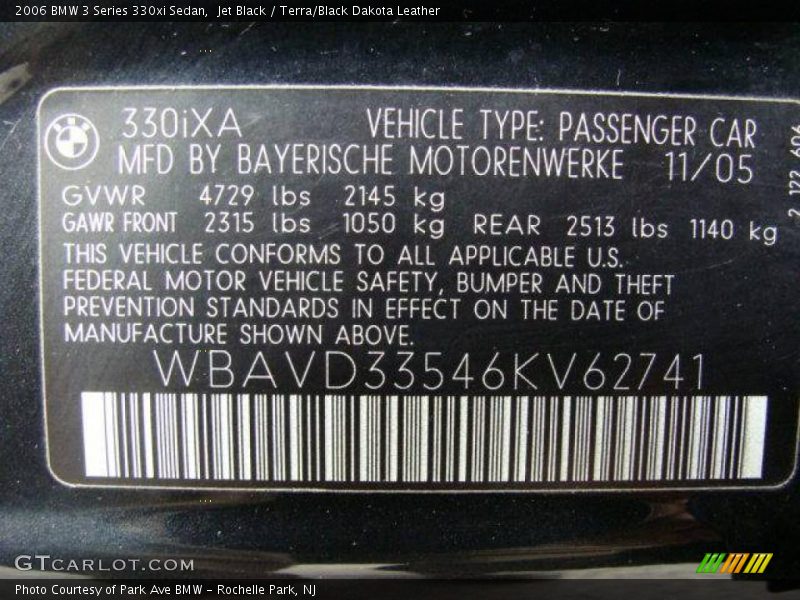 2006 BMW 3 Series 330xi Sedan, Jet Black / Terra/Black Dakota Leather
330iXA VEHICLE TYPE: PASSENGER CAR
MFD BY BAYERISCHE MOTORENWERKE 11/05
GVWR 4729 lbs 2145 kg
GAWR FRONT 2315 lbs 1050 kg REAR 2513 lbs 1140 kg
THIS VEHICLE CONFORMS TO ALL APPLICABLE U.S.
FEDERAL MOTOR VEHICLE SAFETY, BUMPER AND THEFT
PREVENTION STANDARDS IN EFFECT ON THE DATE OF
MANUFACTURE SHOWN ABOVE.
WBAVD33546KV62741
2 122 606
GTCARLOT.COM
Photo Courtesy of Park Ave BMW - Rochelle Park, NJ